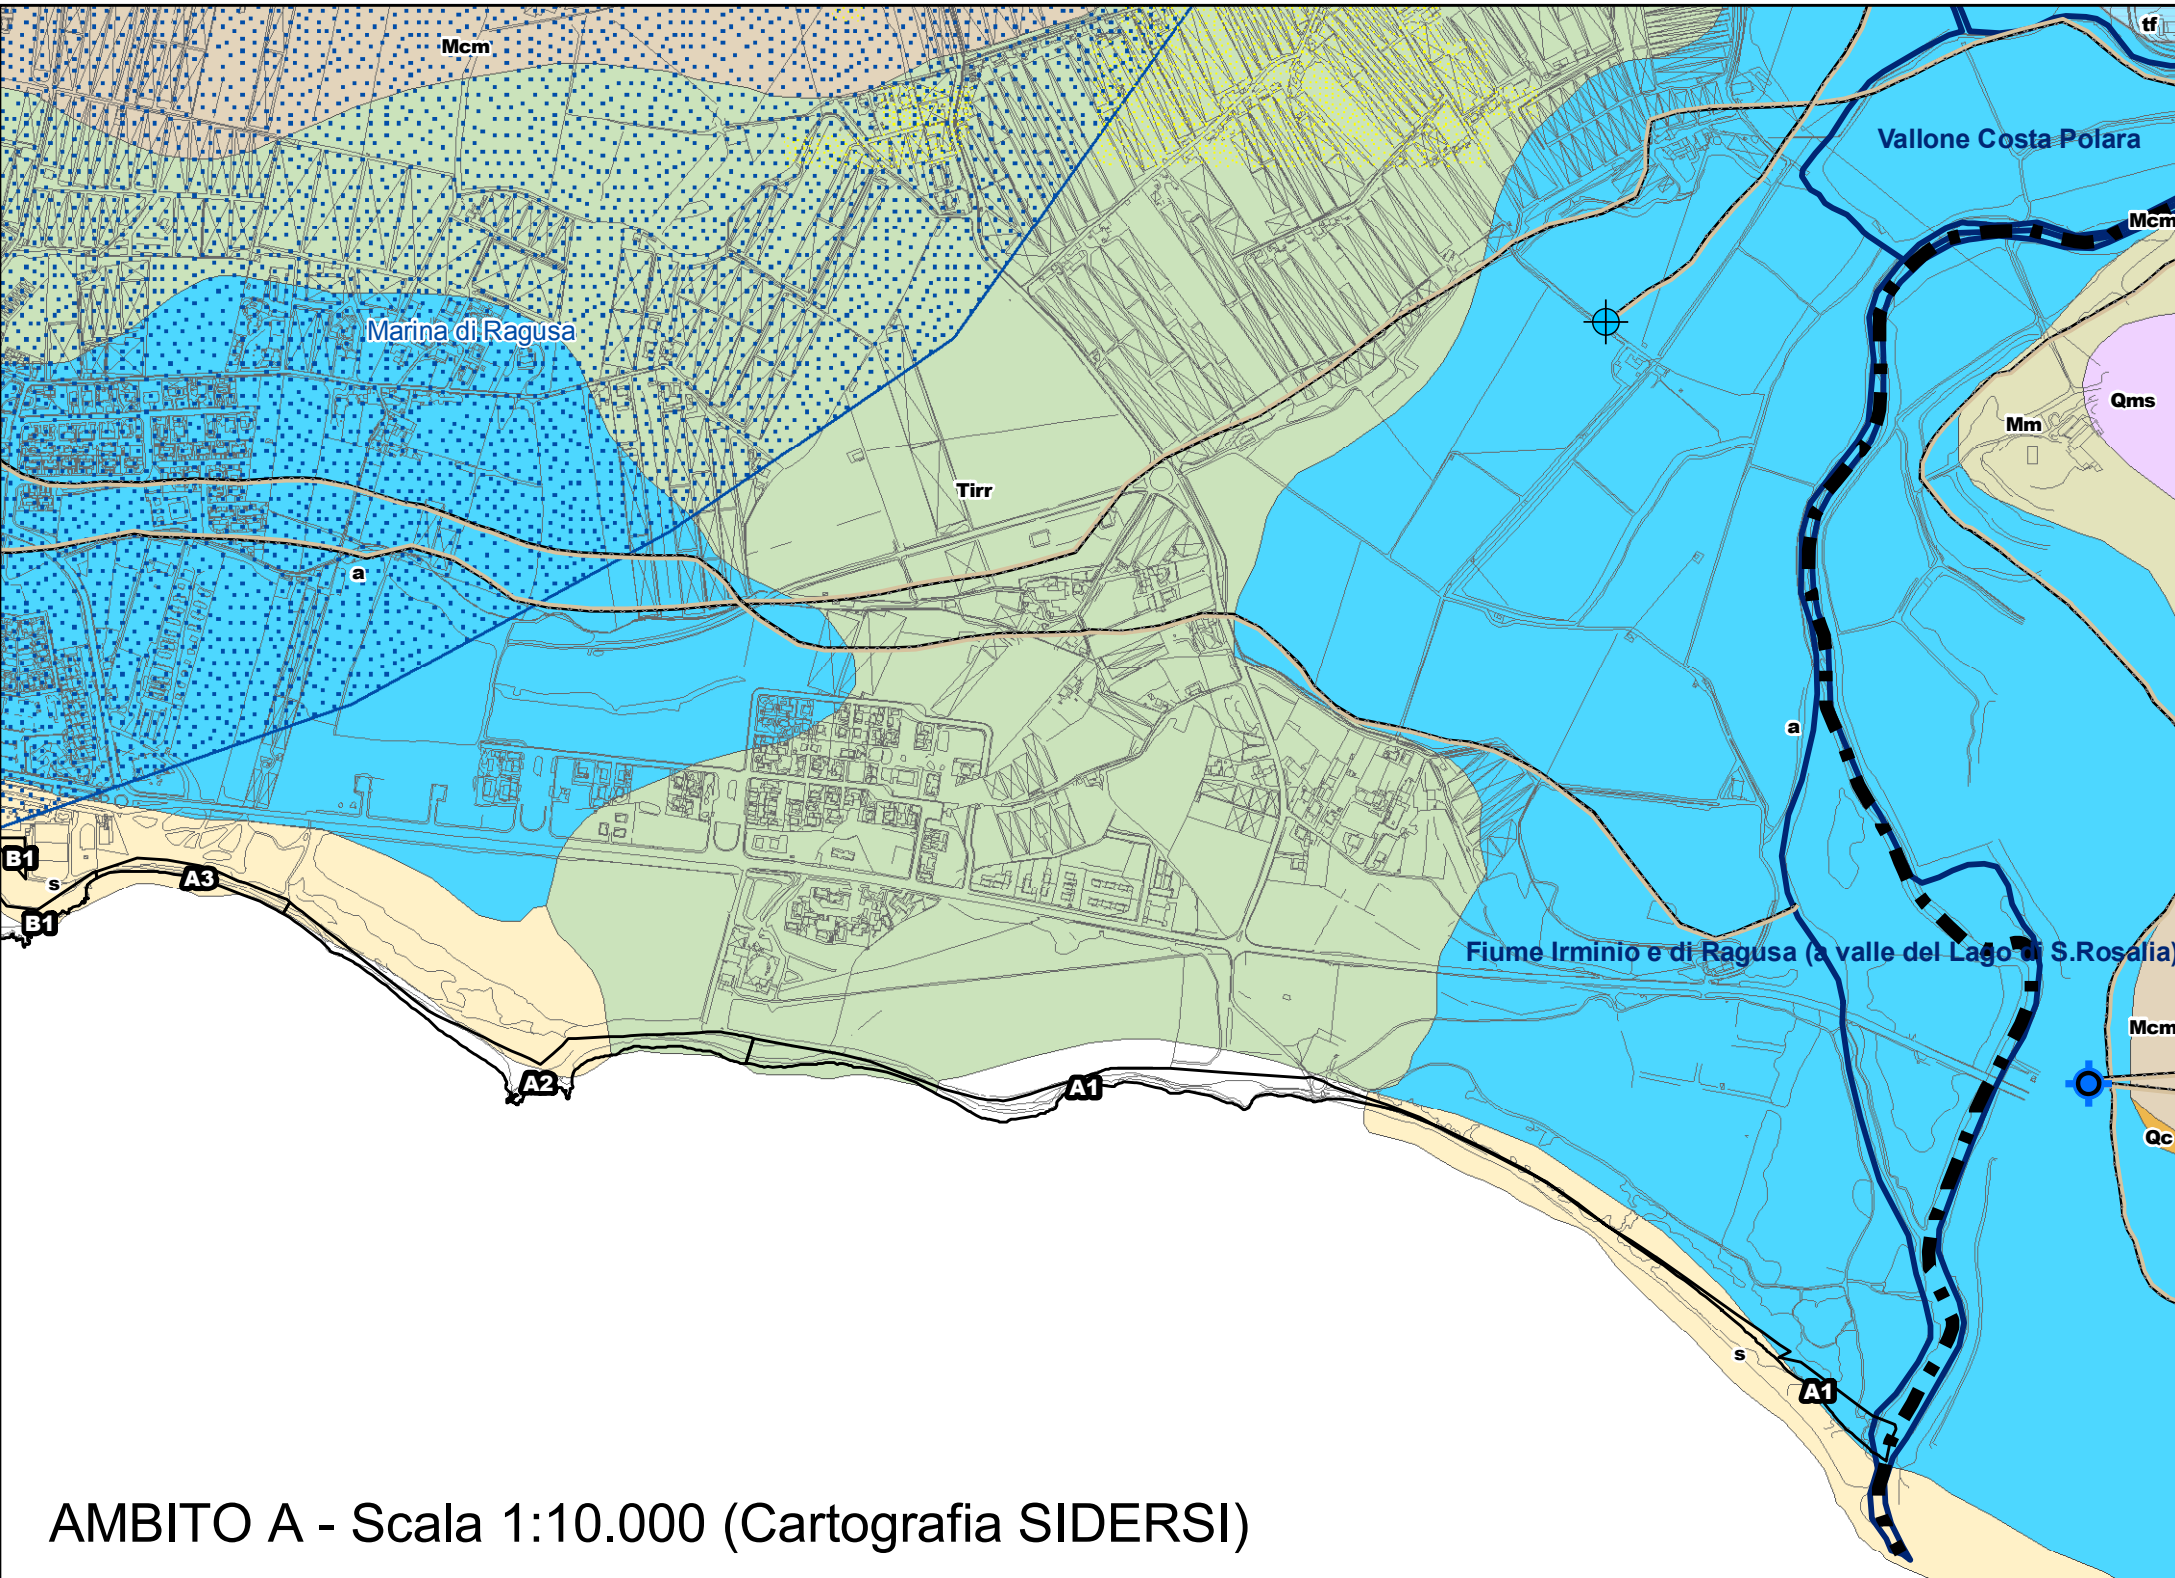 tf
Mcm
Vallone Costa Polara
Mcm
Marina di Ragusa
Qms
Mm
Tirr
a
a
B1
A3
s
B1
Fiume Irminio e di Ragusa (a valle del Lago di S.Rosalia)
Mcm
A2
A1
Qc
s
A1
AMBITO A - Scala 1:10.000 (Cartografia SIDERSI)